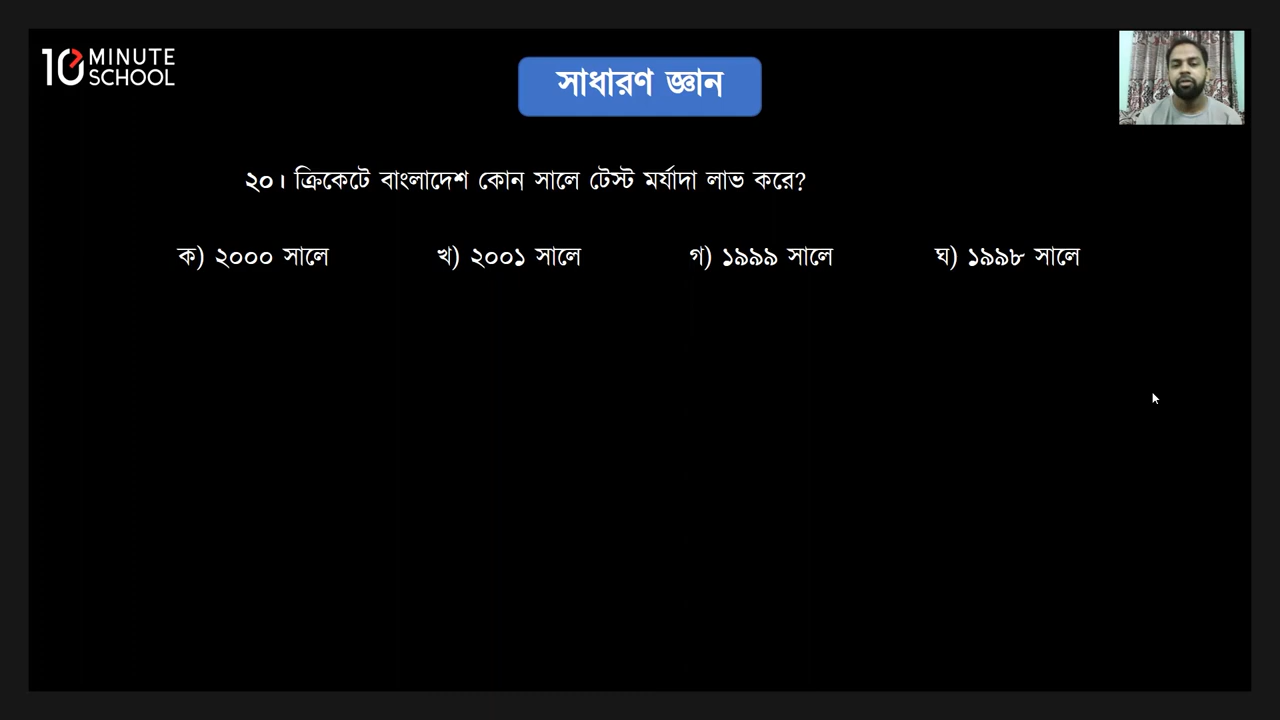 10 MINUTE SCHOOL
সাধারণ জ্ঞান
২০। ক্রিকেটে বাংলাদেশ কোন সালে টেস্ট মর্যাদা লাভ করে?
ক) ২০০০ সালে খ) ২০০১ সালে গ) ১৯৯৯ সালে ঘ) ১৯৯৮ সালে